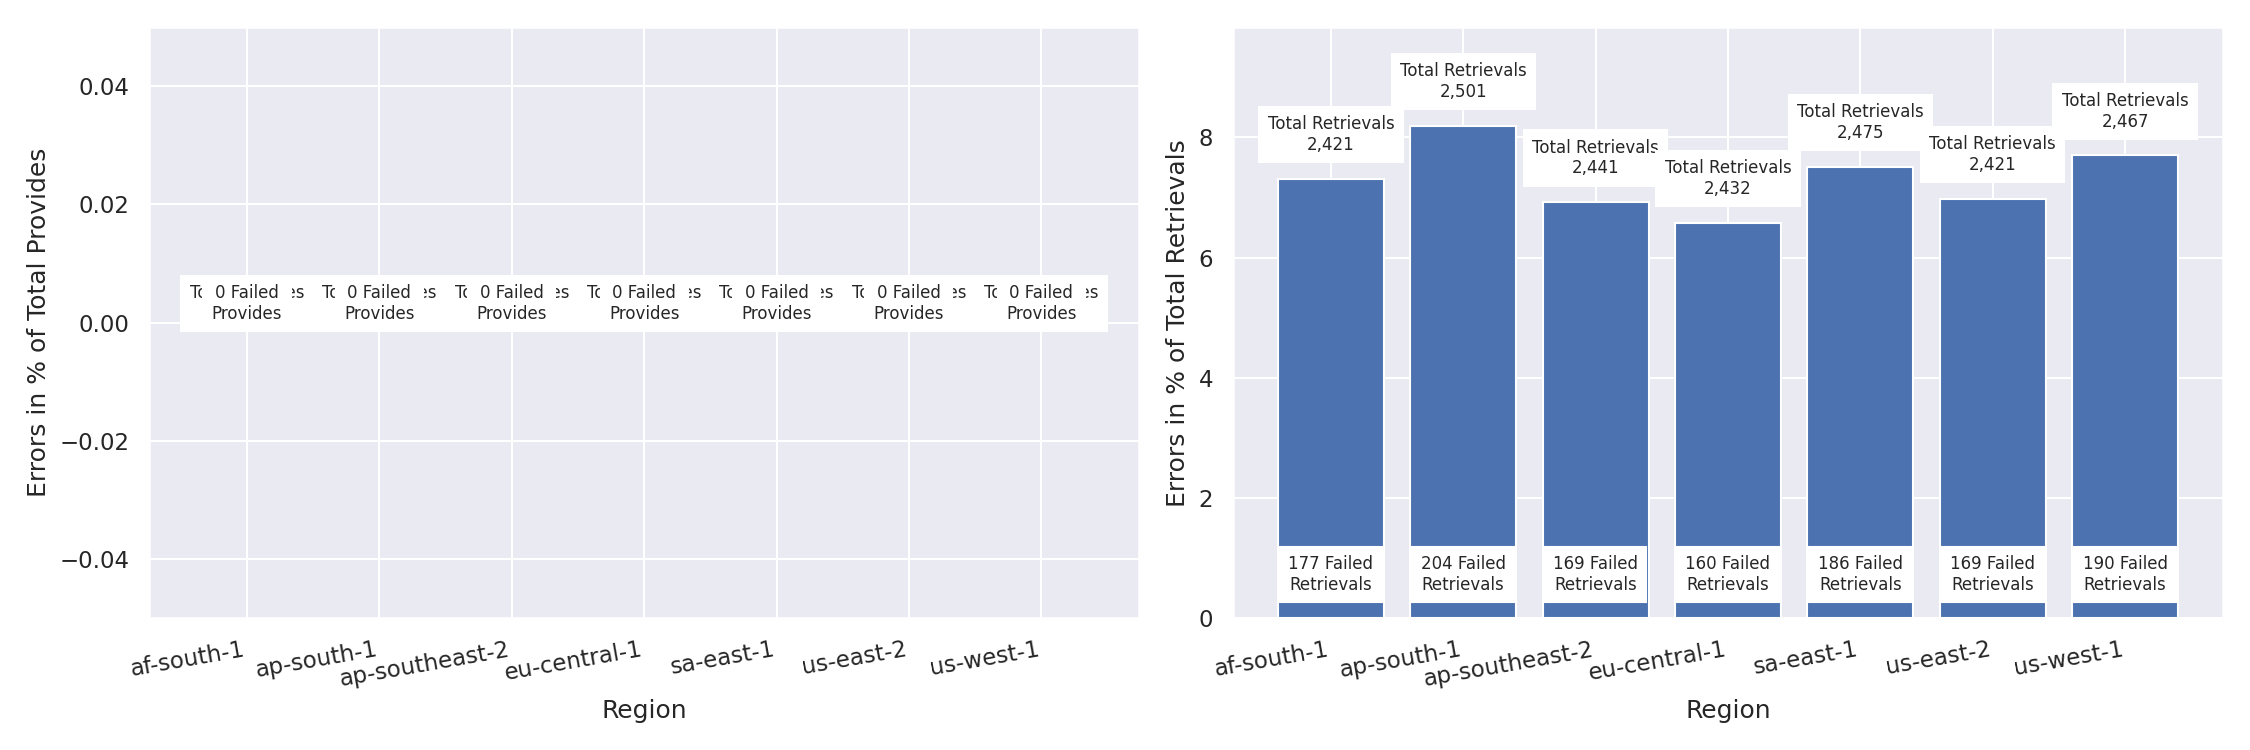 Errors in % of Total Provides
0.04
0.02
0.00
−0.02
−0.04
0 Failed
Provides
0 Failed
Provides
0 Failed
Provides
0 Failed
Provides
0 Failed
Provides
0 Failed
Provides
0 Failed
Provides
af-south-1
ap-south-1
ap-southeast-2
eu-central-1
sa-east-1
us-east-2
us-west-1
Region
Errors in % of Total Retrievals
8
6
4
2
0
Total Retrievals
2,421
Total Retrievals
2,501
Total Retrievals
2,441
Total Retrievals
2,432
Total Retrievals
2,475
Total Retrievals
2,421
Total Retrievals
2,467
177 Failed
Retrievals
204 Failed
Retrievals
169 Failed
Retrievals
160 Failed
Retrievals
186 Failed
Retrievals
169 Failed
Retrievals
190 Failed
Retrievals
af-south-1
ap-south-1
ap-southeast-2
eu-central-1
sa-east-1
us-east-2
us-west-1
Region